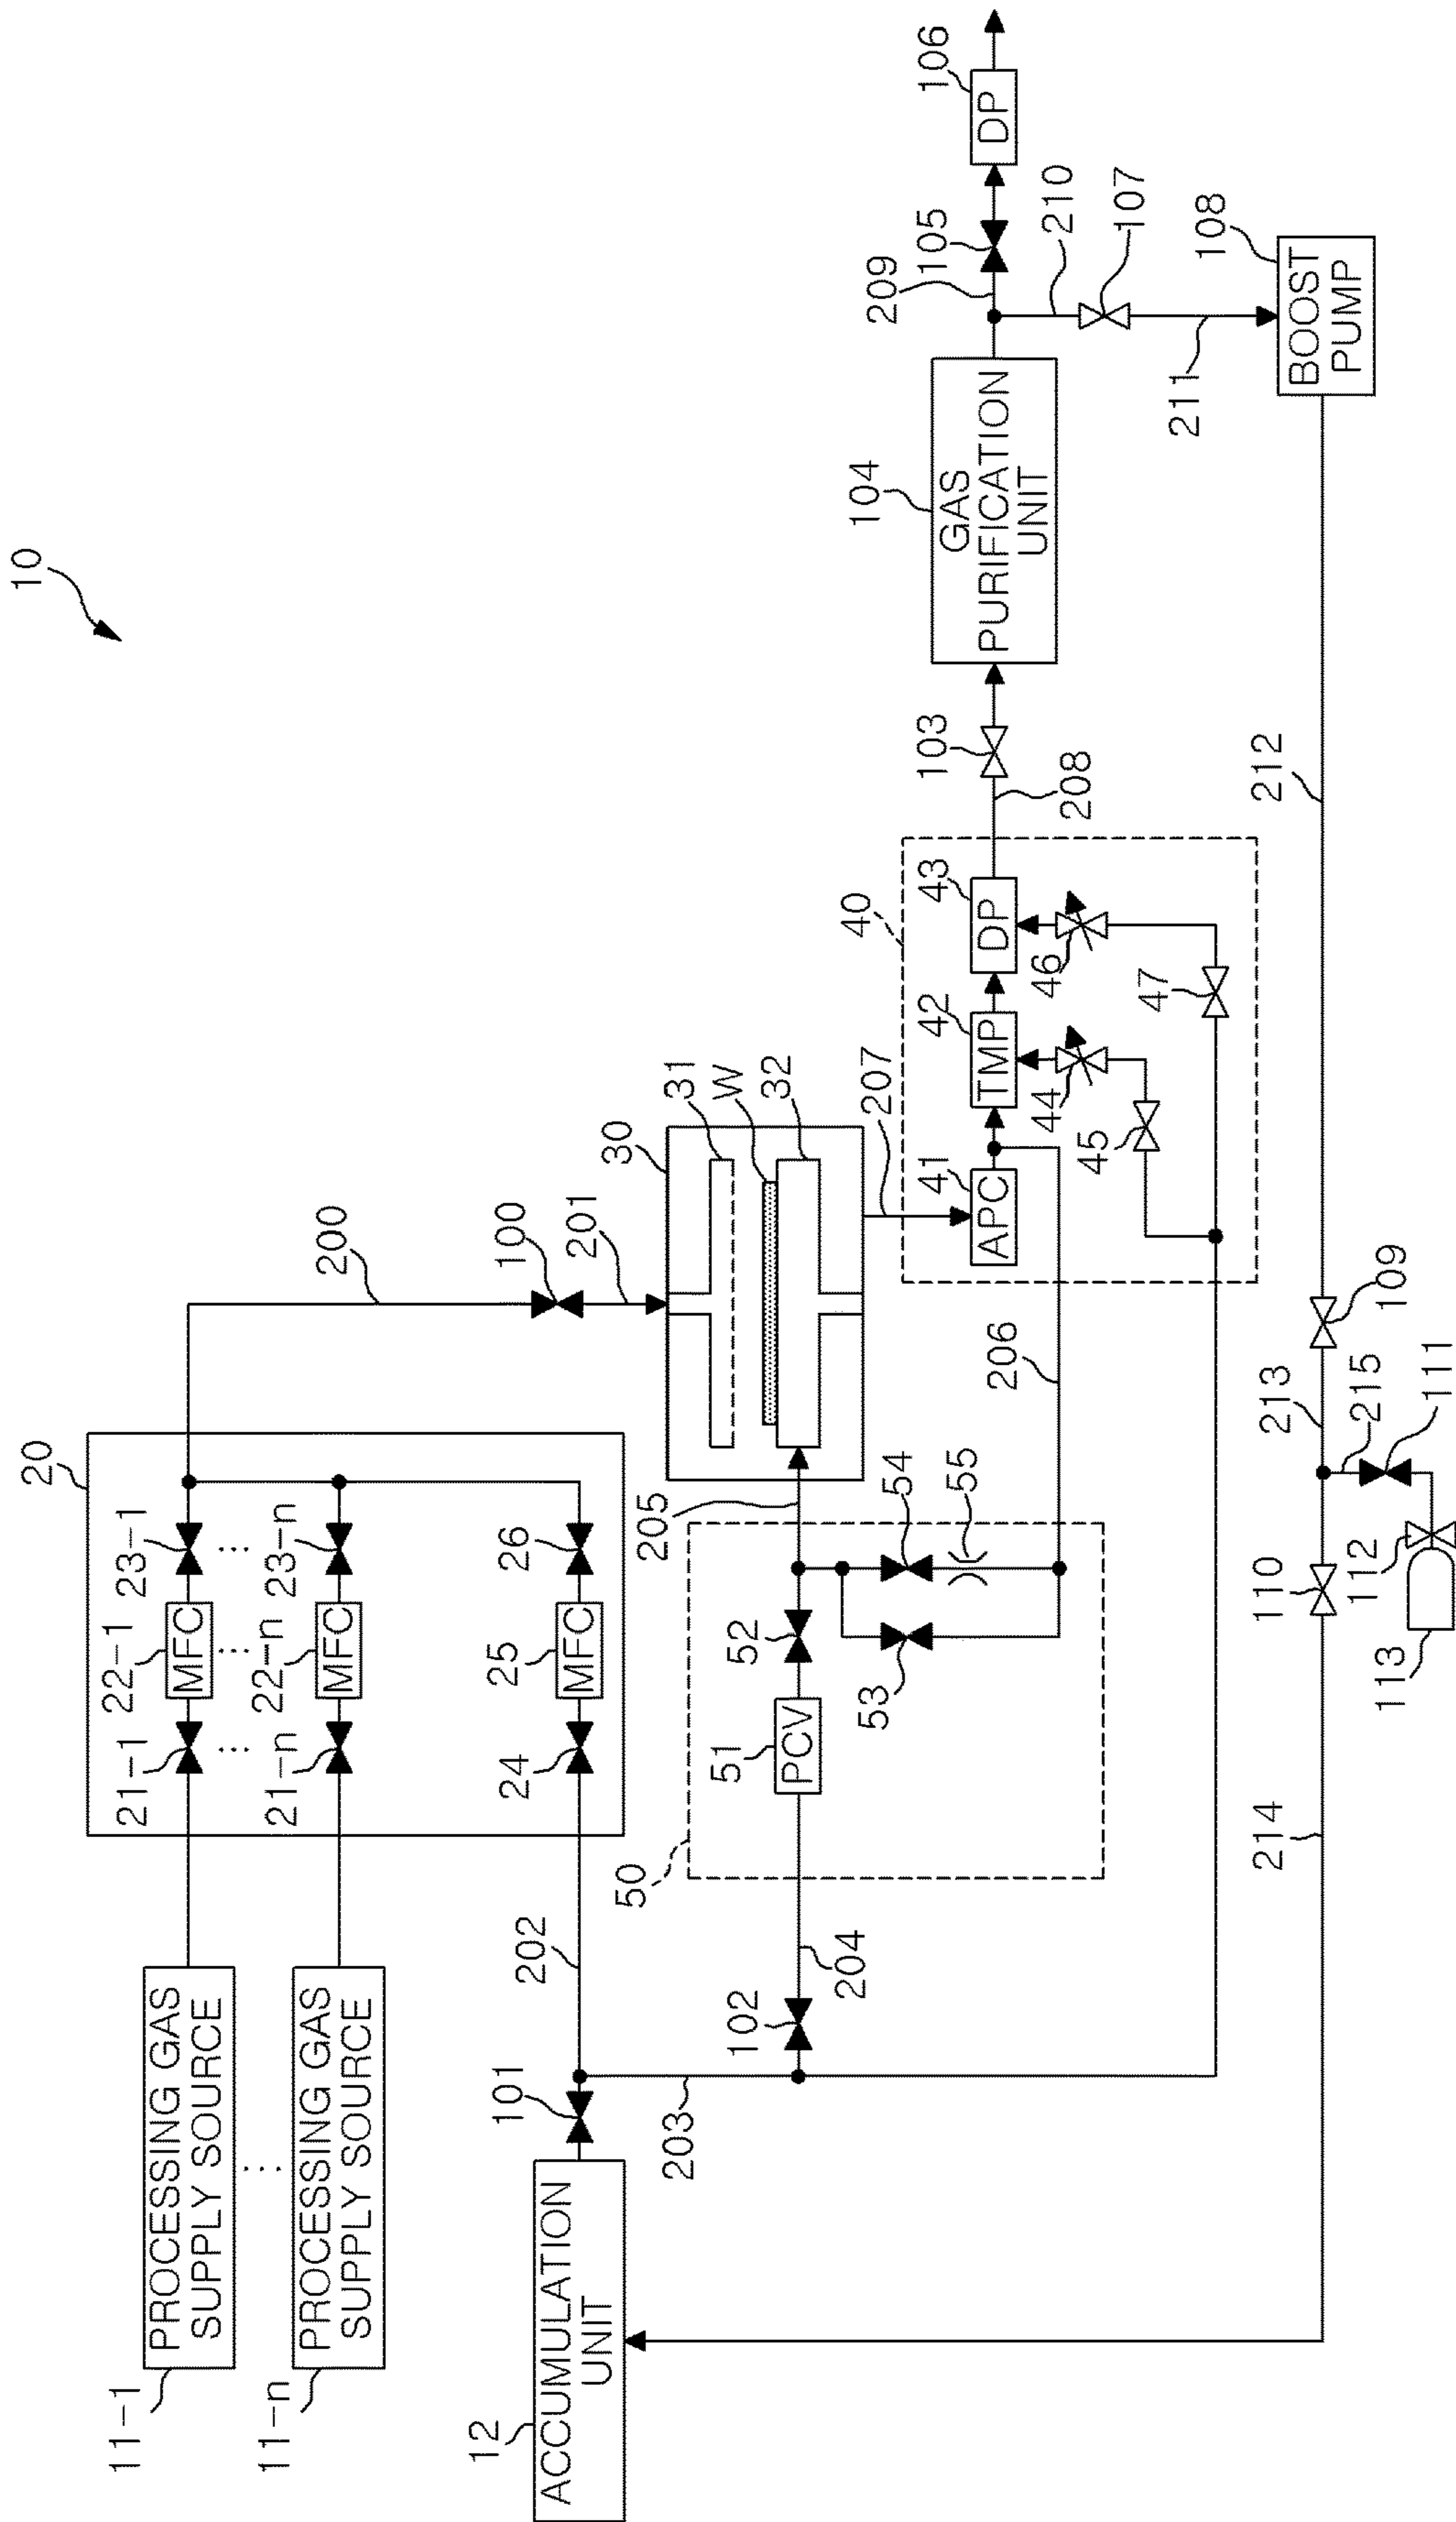 10
11-1
PROCESSING GAS
SUPPLY SOURCE
11-n
PROCESSING GAS
SUPPLY SOURCE
...
20
21-1
22-1
MFC
23-1
...
...
...
21-n
22-n
MFC
23-n
24
25
MFC
26
200
100
201
12
ACCUMULATION
UNIT
101
202
203
102
204
50
51
PCV
52
53
54
55
205
206
30
31
W
32
207
40
41
APC
42
TMP
43
DP
44
45
46
47
208
103
104
GAS
PURIFICATION
UNIT
209
105
106
DP
210
107
211
108
BOOST
PUMP
212
109
213
215
111
112
113
110
214